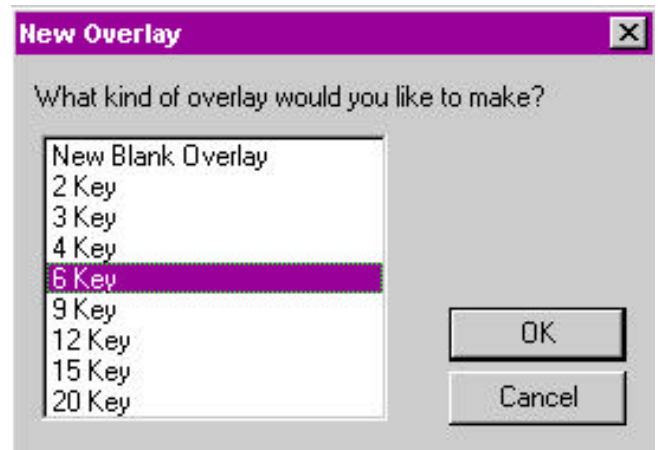 New Overlay
What kind of overlay would you like to make?
New Blank Overlay
2 Key
3 Key
4 Key
6 Key
9 Key
12 Key
15 Key
20 Key
OK
Cancel